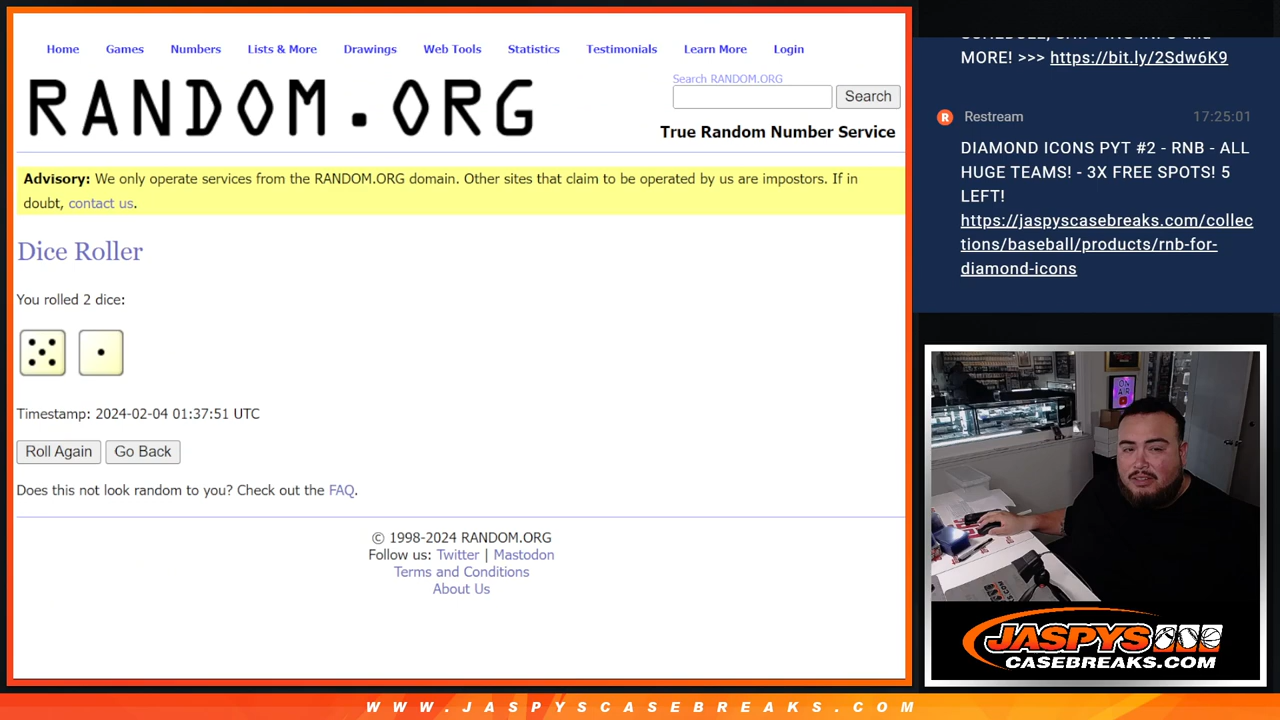 Home Games Numbers Lists & More Drawings Web Tools Statistics Testimonials Learn More Login
RANDOM.ORG
Search RANDOM.ORG
Search
True Random Number Service
Advisory: We only operate services from the RANDOM.ORG domain. Other sites that claim to be operated by us are impostors. If in
doubt, contact us.
Dice Roller
You rolled 2 dice:
Timestamp: 2024-02-04 01:37:51 UTC
Roll Again Go Back
Does this not look random to you? Check out the FAQ.
© 1998-2024 RANDOM.ORG
Follow us: Twitter | Mastodon
Terms and Conditions
About Us
MORE! >>> https://bit.ly/2Sdw6K9
R Restream 17:25:01
DIAMOND ICONS PYT #2 - RNB - ALL
HUGE TEAMS! - 3X FREE SPOTS! 5
LEFT!
https://jaspyscasebreaks.com/collec
tions/baseball/products/rnb-for-
diamond-icons
ON
AIR
JASPYS
CASEBREAKS.COM
WWW.JASPYSCASEBREAKS.COM